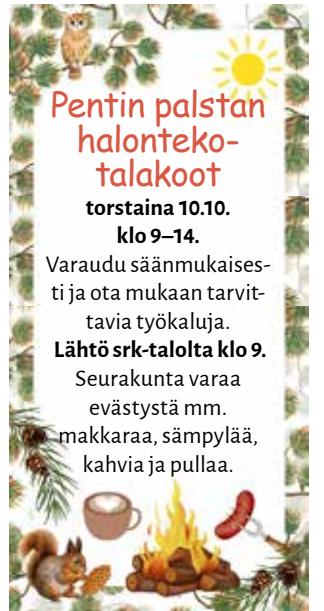 Pentin palstan
halonteko-
talakoot
torstaina 10.10.
klo 9–14.
Varaudu säänmukaises-
ti ja ota mukaan tarvit-
tavia työkaluja.
Lähtö srk-talolta klo 9.
Seurakunta varaa
evästystä mm.
makkaraa, sämpylää,
kahvia ja pullaa.